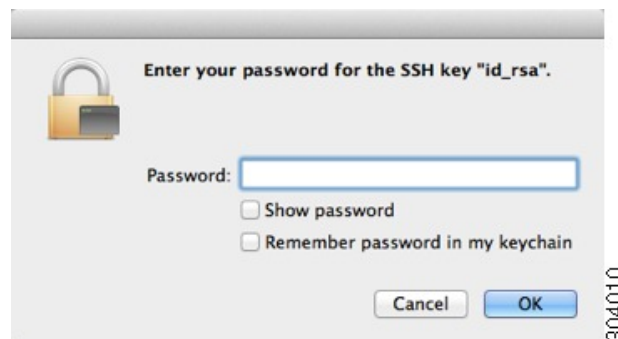 Enter your password for the SSH key "id_rsa".
Password:
Show password
Remember password in my keychain
Cancel
OK
304010